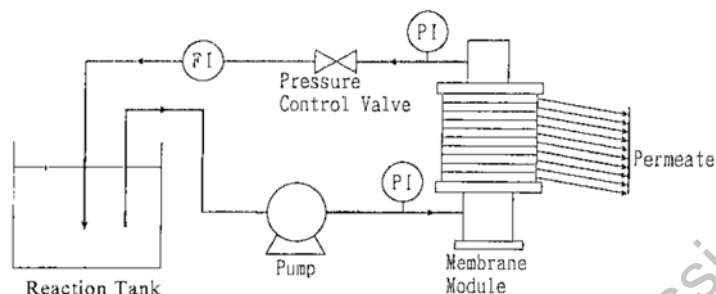 PI
FI
Pressure
Control Valve
Permeate
PI
Pump
Membrane
Module
Reaction Tank